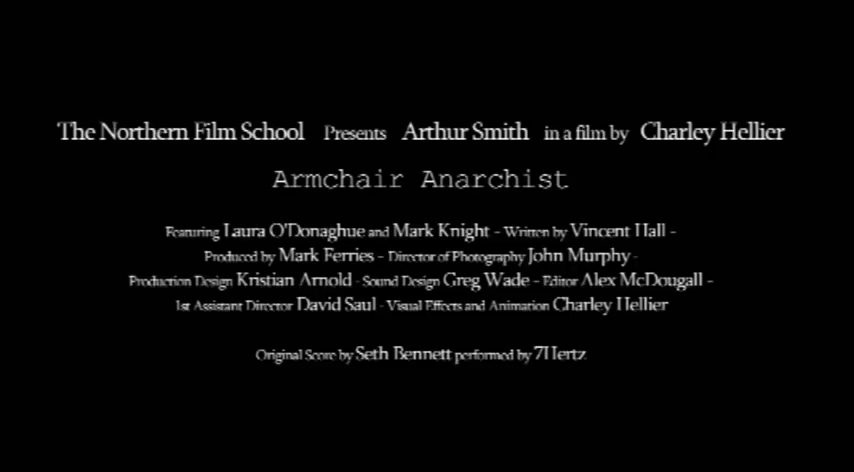 The Northern Film School Presents Arthur Smith in a film by Charley Hellier
Armchair Anarchist
Featuring Laura O'Donaghue and Mark Knight - Written by Vincent Hall -
Produced by Mark Ferries - Director of Photography John Murphy -
Production Design Kristian Arnold - Sound Design Greg Wade - Editor Alex McDougall -
1st Assistant Director David Saul - Visual Effects and Animation Charley Hellier
Original Score by Seth Bennett performed by 7Hertz